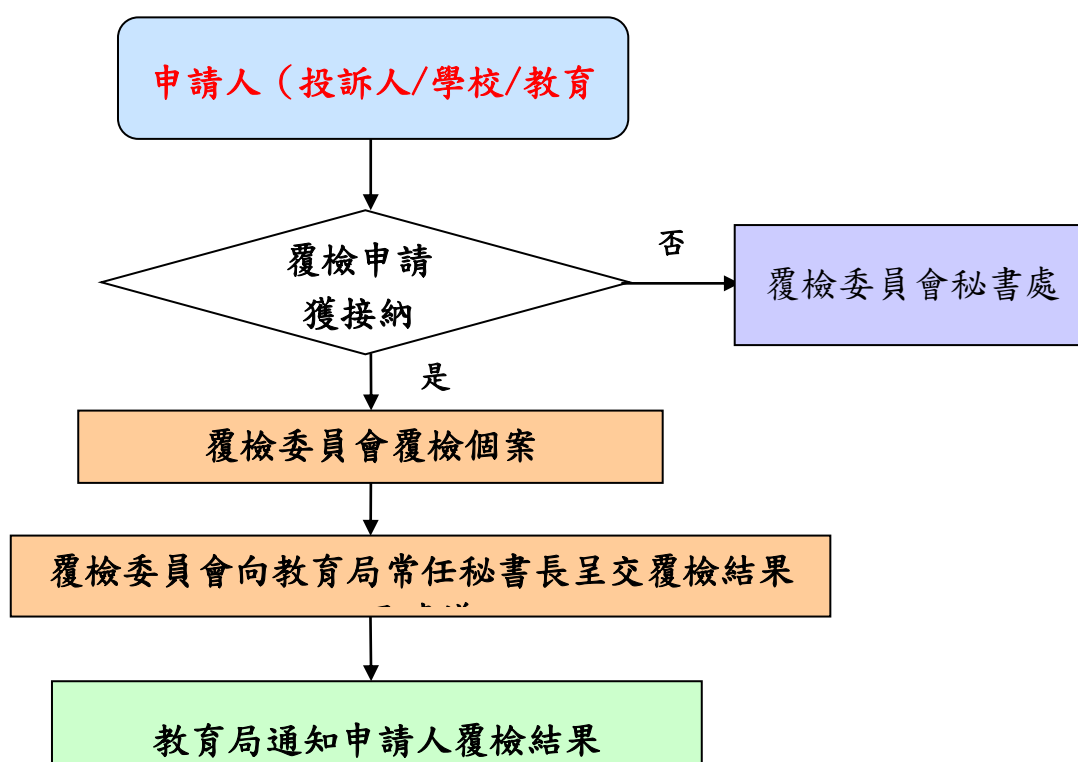 申請人（投訴人/學校/教育
覆檢申請
獲接納
否
覆檢委員會秘書處
是
覆檢委員會覆檢個案
覆檢委員會向教育局常任秘書長呈交覆檢結果
教育局通知申請人覆檢結果